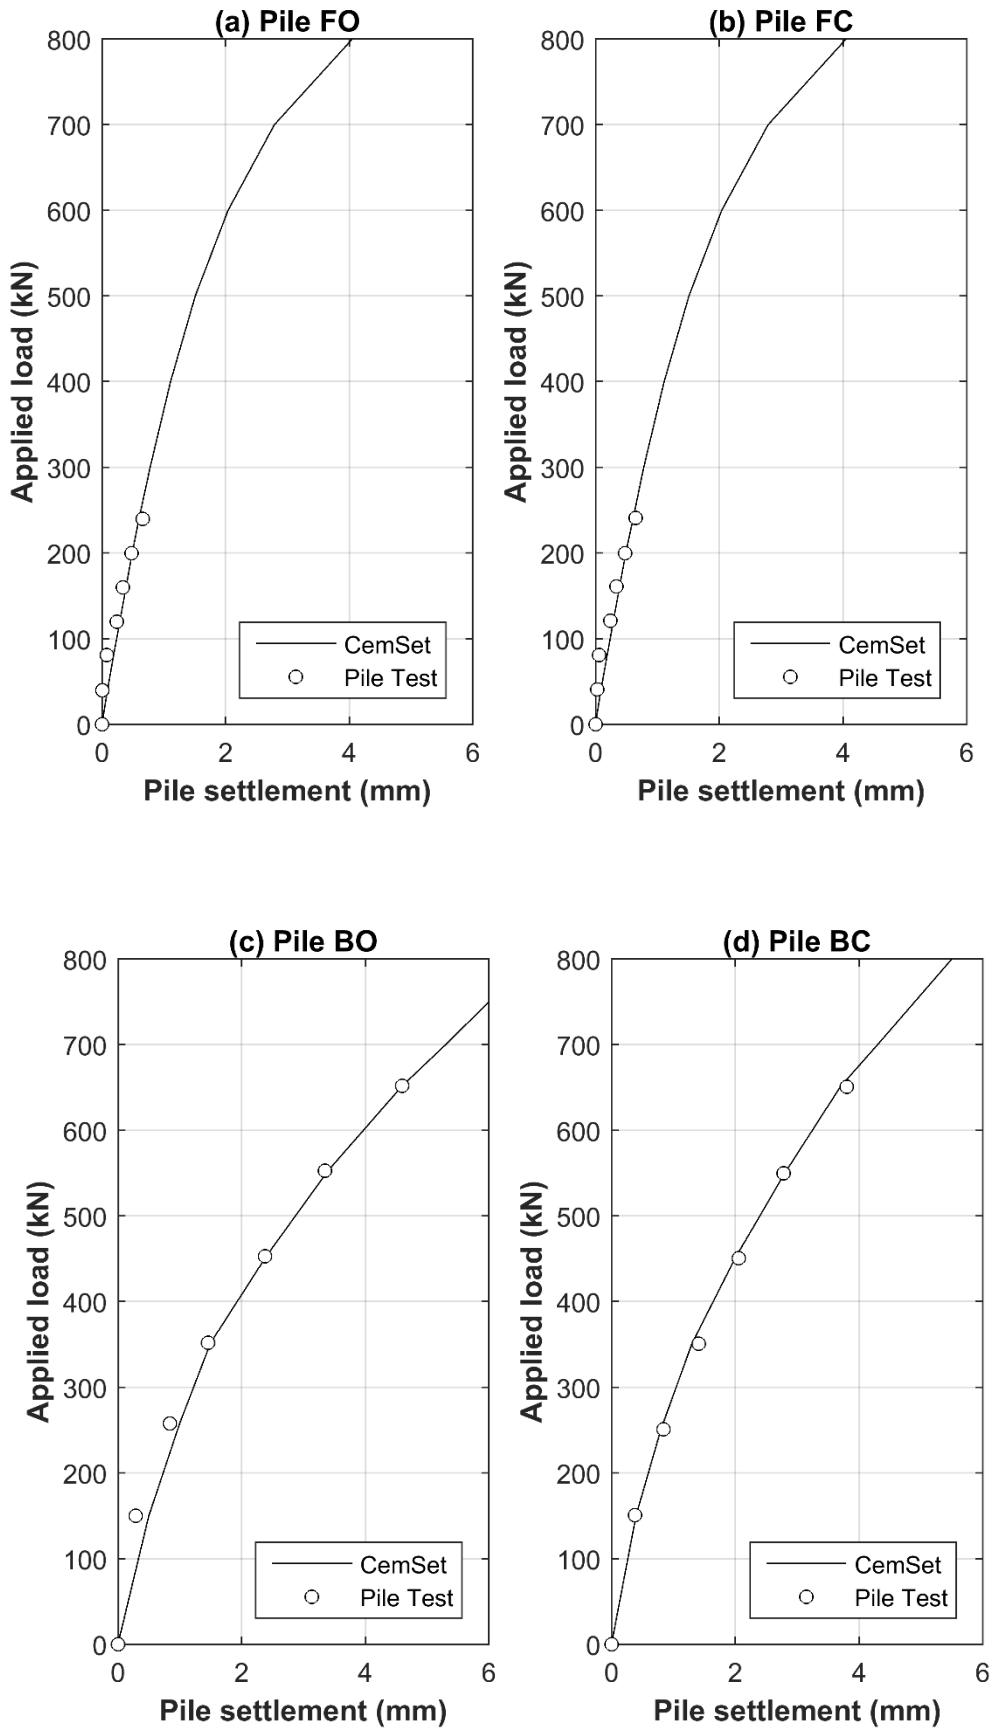 (a) Pile FO
800
700
600
500
400
300
200
100
0
0 2 4 6
Applied load (kN)
Pile settlement (mm)
CemSet
Pile Test
(b) Pile FC
800
700
600
500
400
300
200
100
0
0 2 4 6
Applied load (kN)
Pile settlement (mm)
CemSet
Pile Test
(c) Pile BO
800
700
600
500
400
300
200
100
0
0 2 4 6
Applied load (kN)
Pile settlement (mm)
CemSet
Pile Test
(d) Pile BC
800
700
600
500
400
300
200
100
0
0 2 4 6
Applied load (kN)
Pile settlement (mm)
CemSet
Pile Test